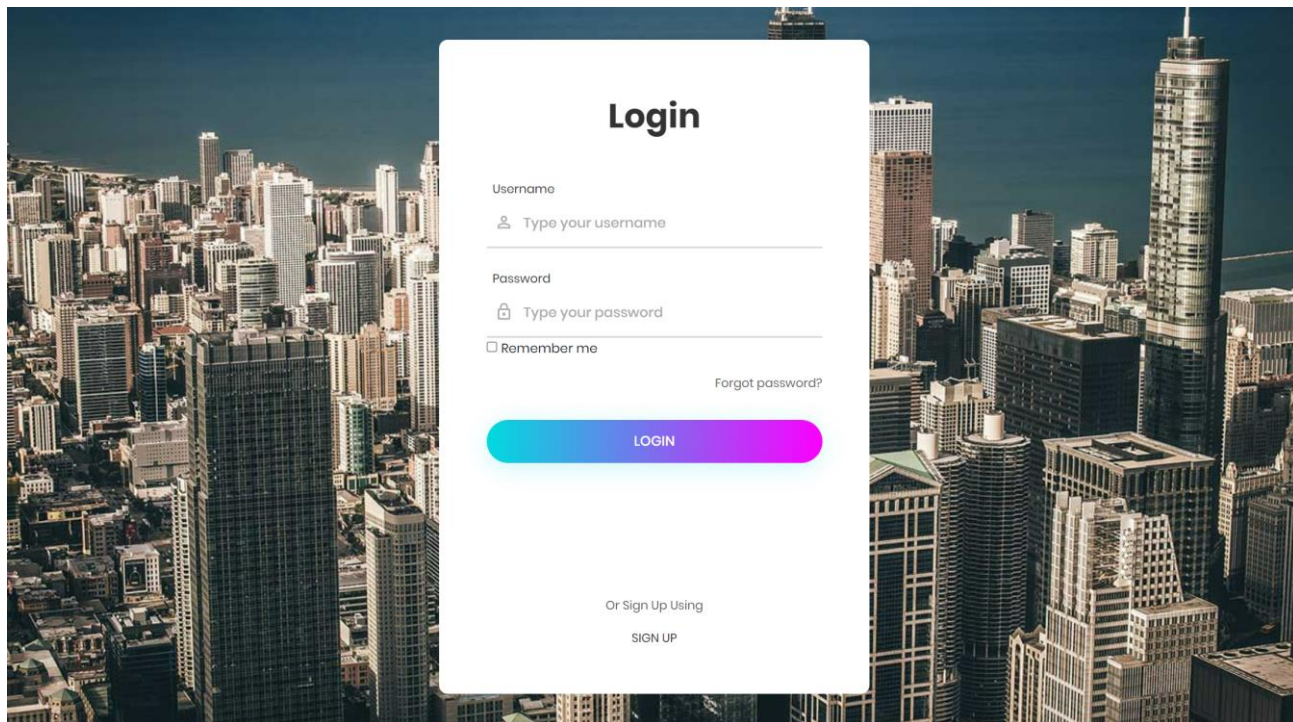 Login
Username
Type your username
Password
Type your password
Remember me
Forgot password?
LOGIN
Or Sign Up Using
SIGN UP